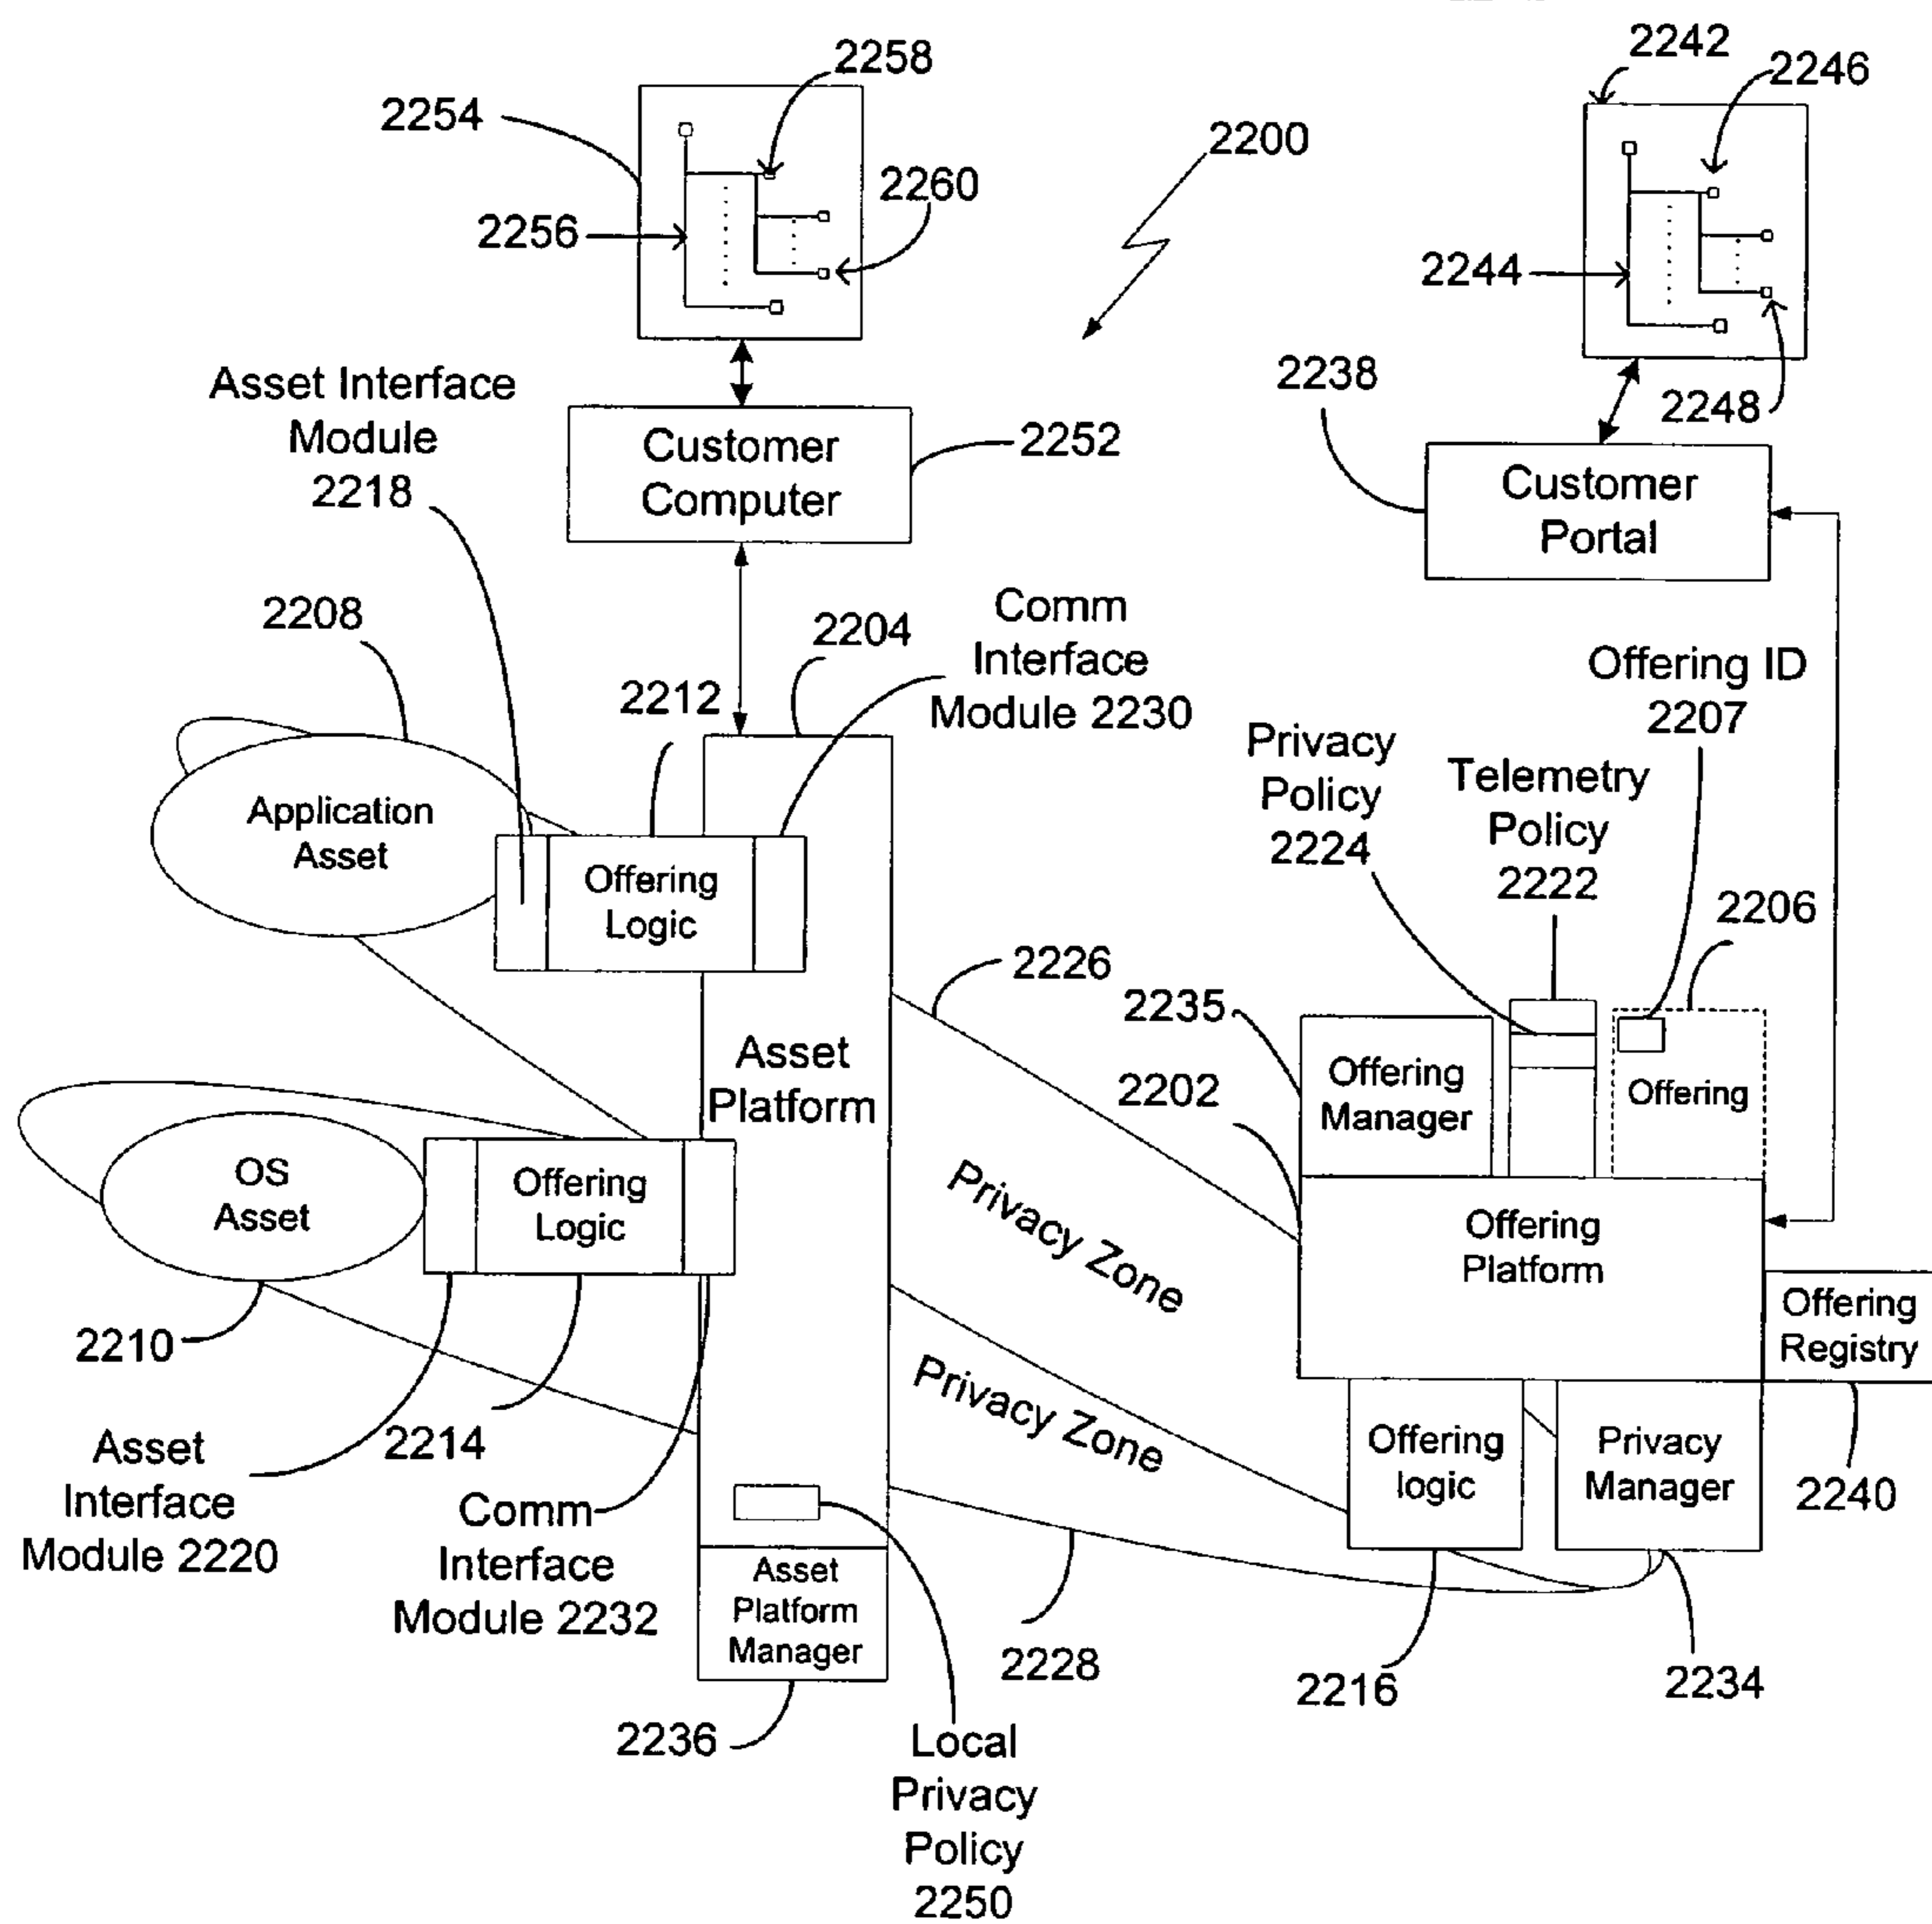 2258
2242
2246
2254
2200
2260
2256
2244
2238
2248
Asset Interface
Module
2218
Customer
Computer
2252
Customer
Portal
2208
2204
Comm
Interface
Module 2230
2212
Offering ID
2207
Privacy
Policy
2224
Telemetry
Policy
2222
2206
Application
Asset
Offering
Logic
2226
2235
2202
Asset
Platform
Offering
Manager
Offering
OS
Asset
Offering
Logic
Privacy Zone
Offering
Platform
Offering
Registry
2210
2214
Privacy Zone
Offering
logic
Privacy
Manager
2240
Asset
Interface
Module 2220
Comm
Interface
Module 2232
Asset
Platform
Manager
2228
2216
2234
2236
Local
Privacy
Policy
2250